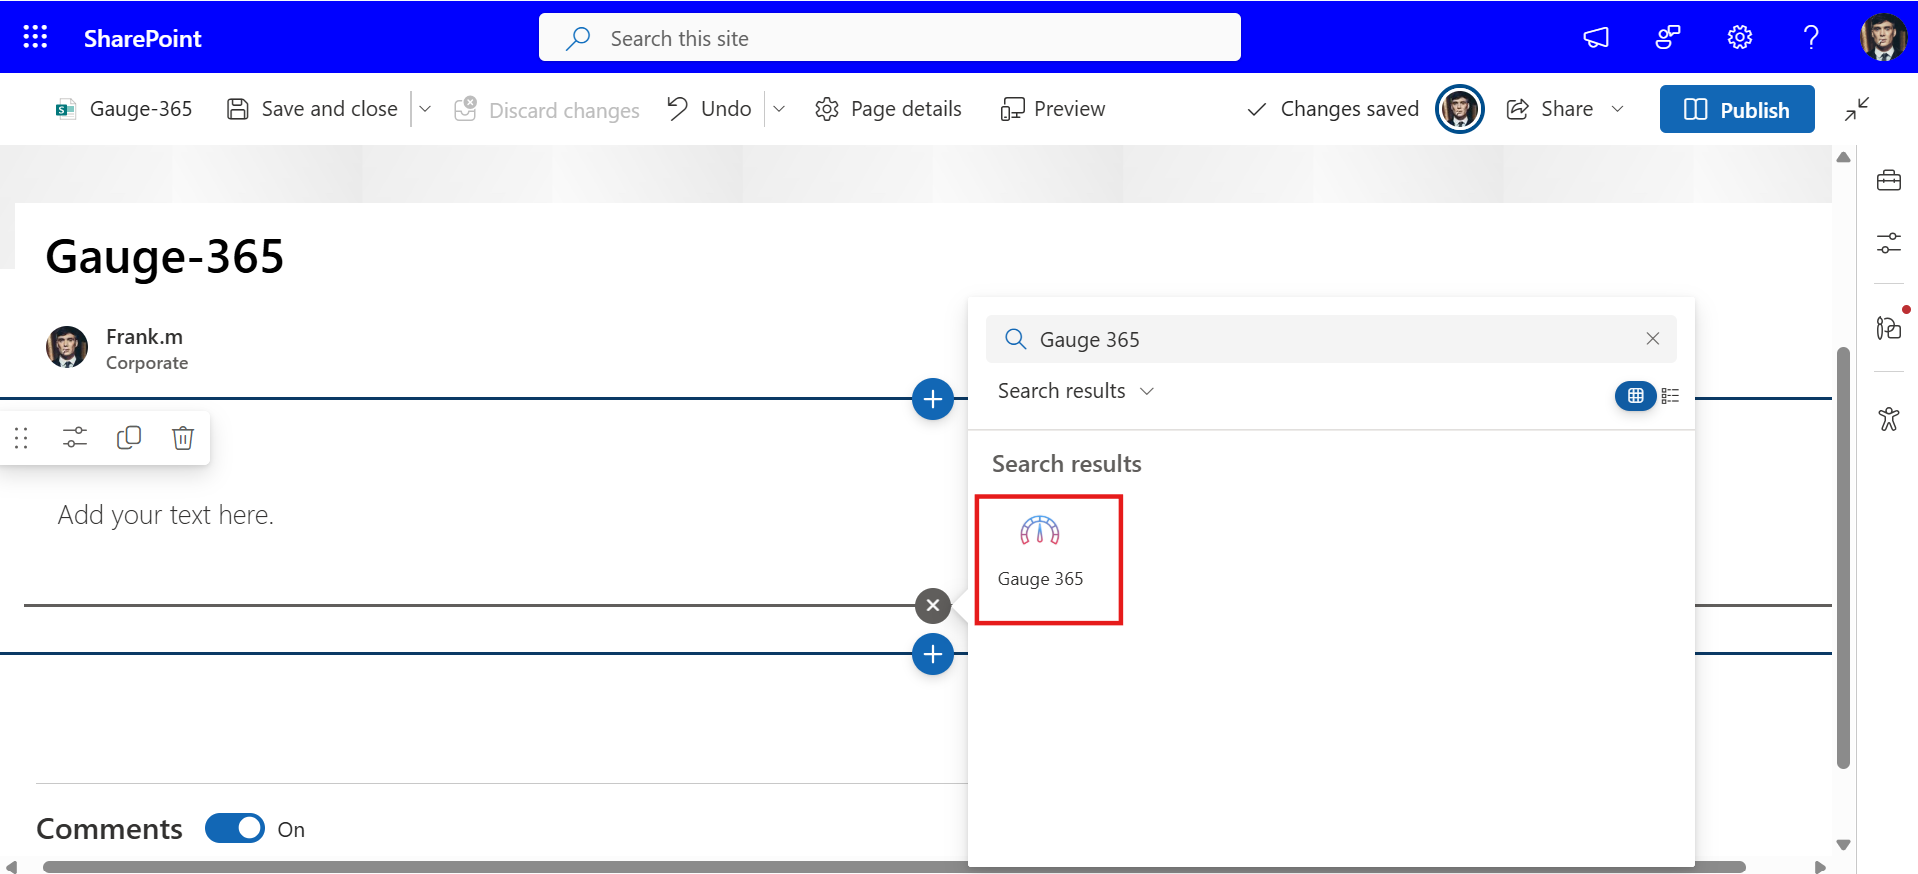 SharePoint
Search this site
Gauge-365
Save and close
Discard changes
Undo
Page details
Preview
Changes saved
Share
Publish
Gauge-365
Frank.m
Corporate
Gauge 365
Search results
Search results
Gauge 365
Add your text here.
Comments
On